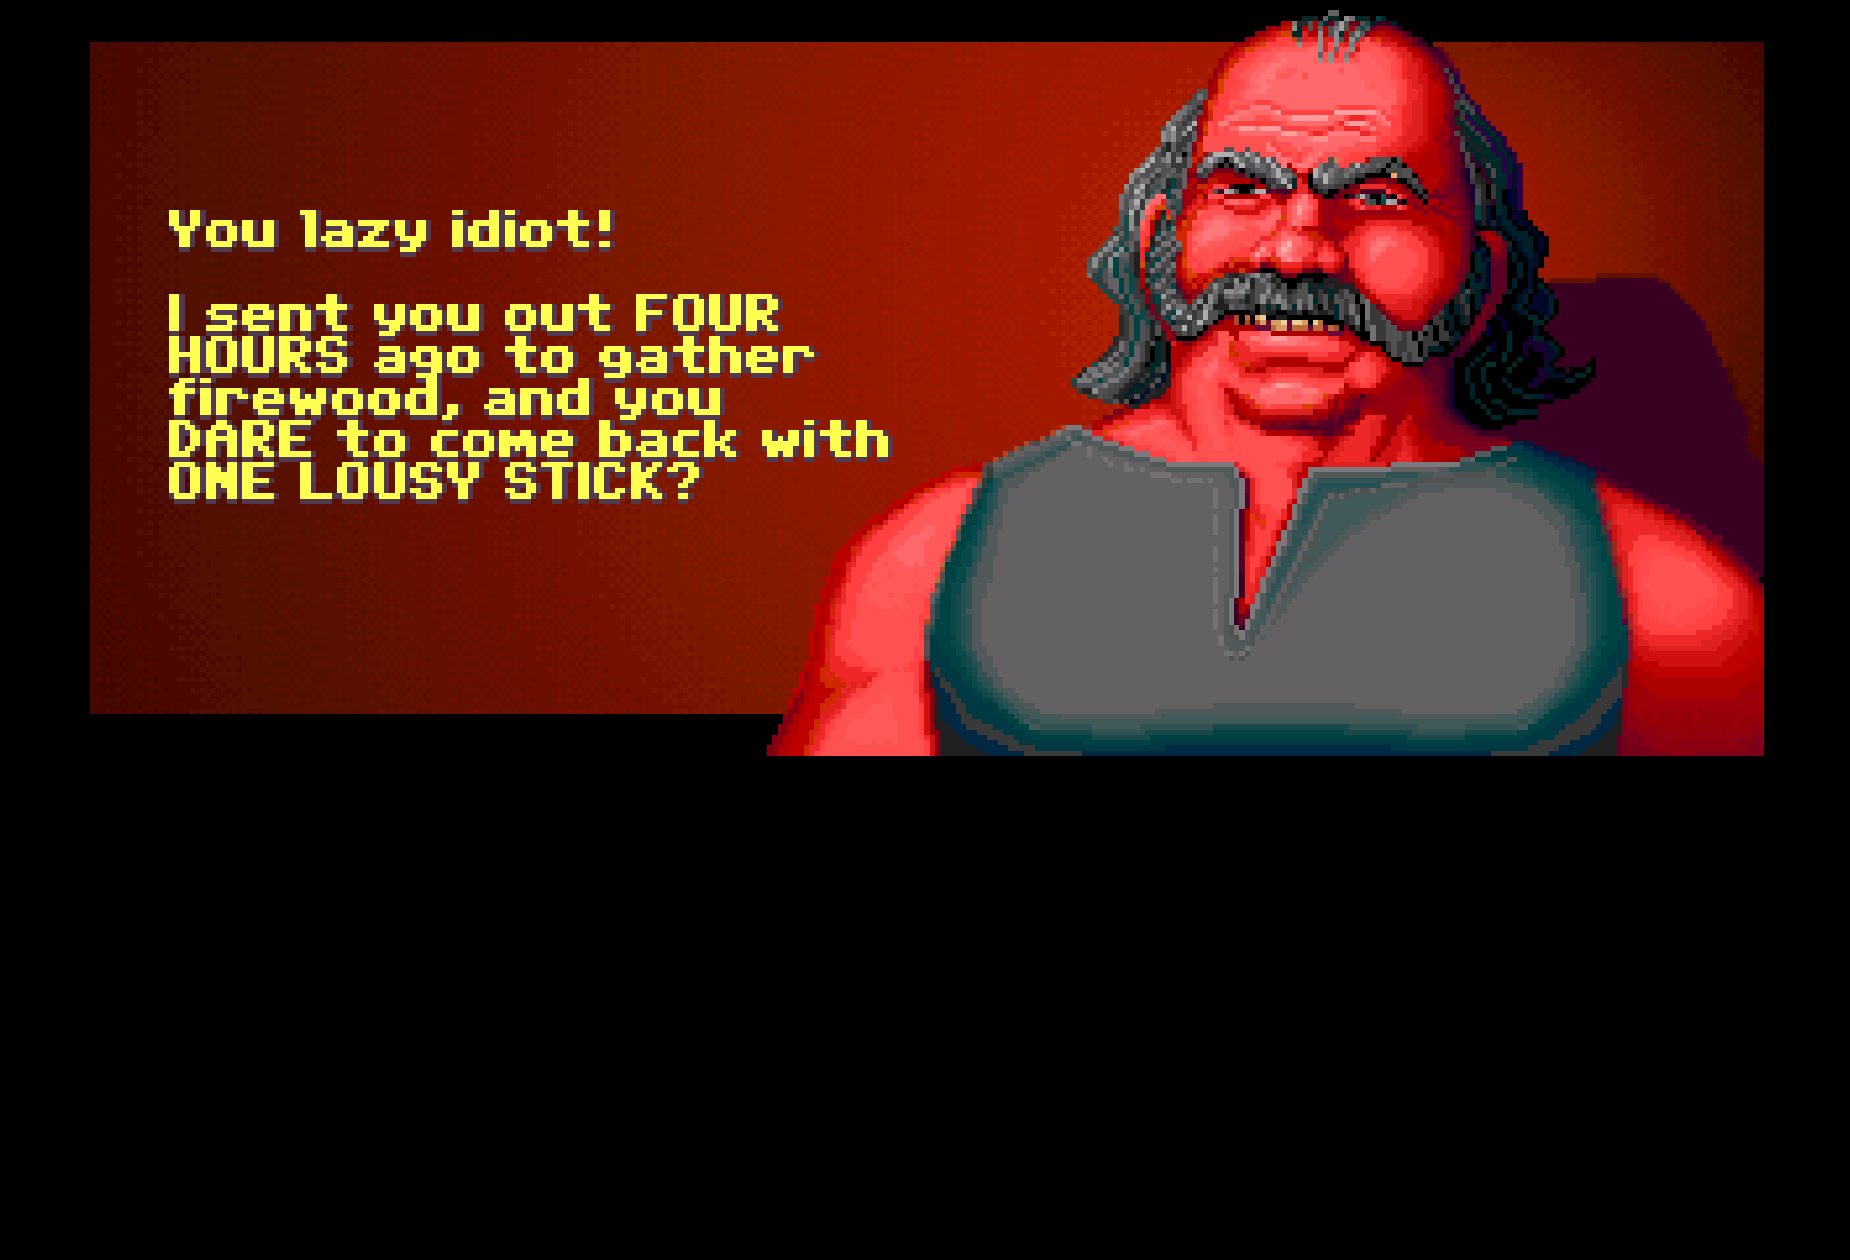 You lazy idiot!
I sent you out FOUR
HOURS ago to gather
firewood, and you
DARE to come back with
ONE LOUSY STICK?